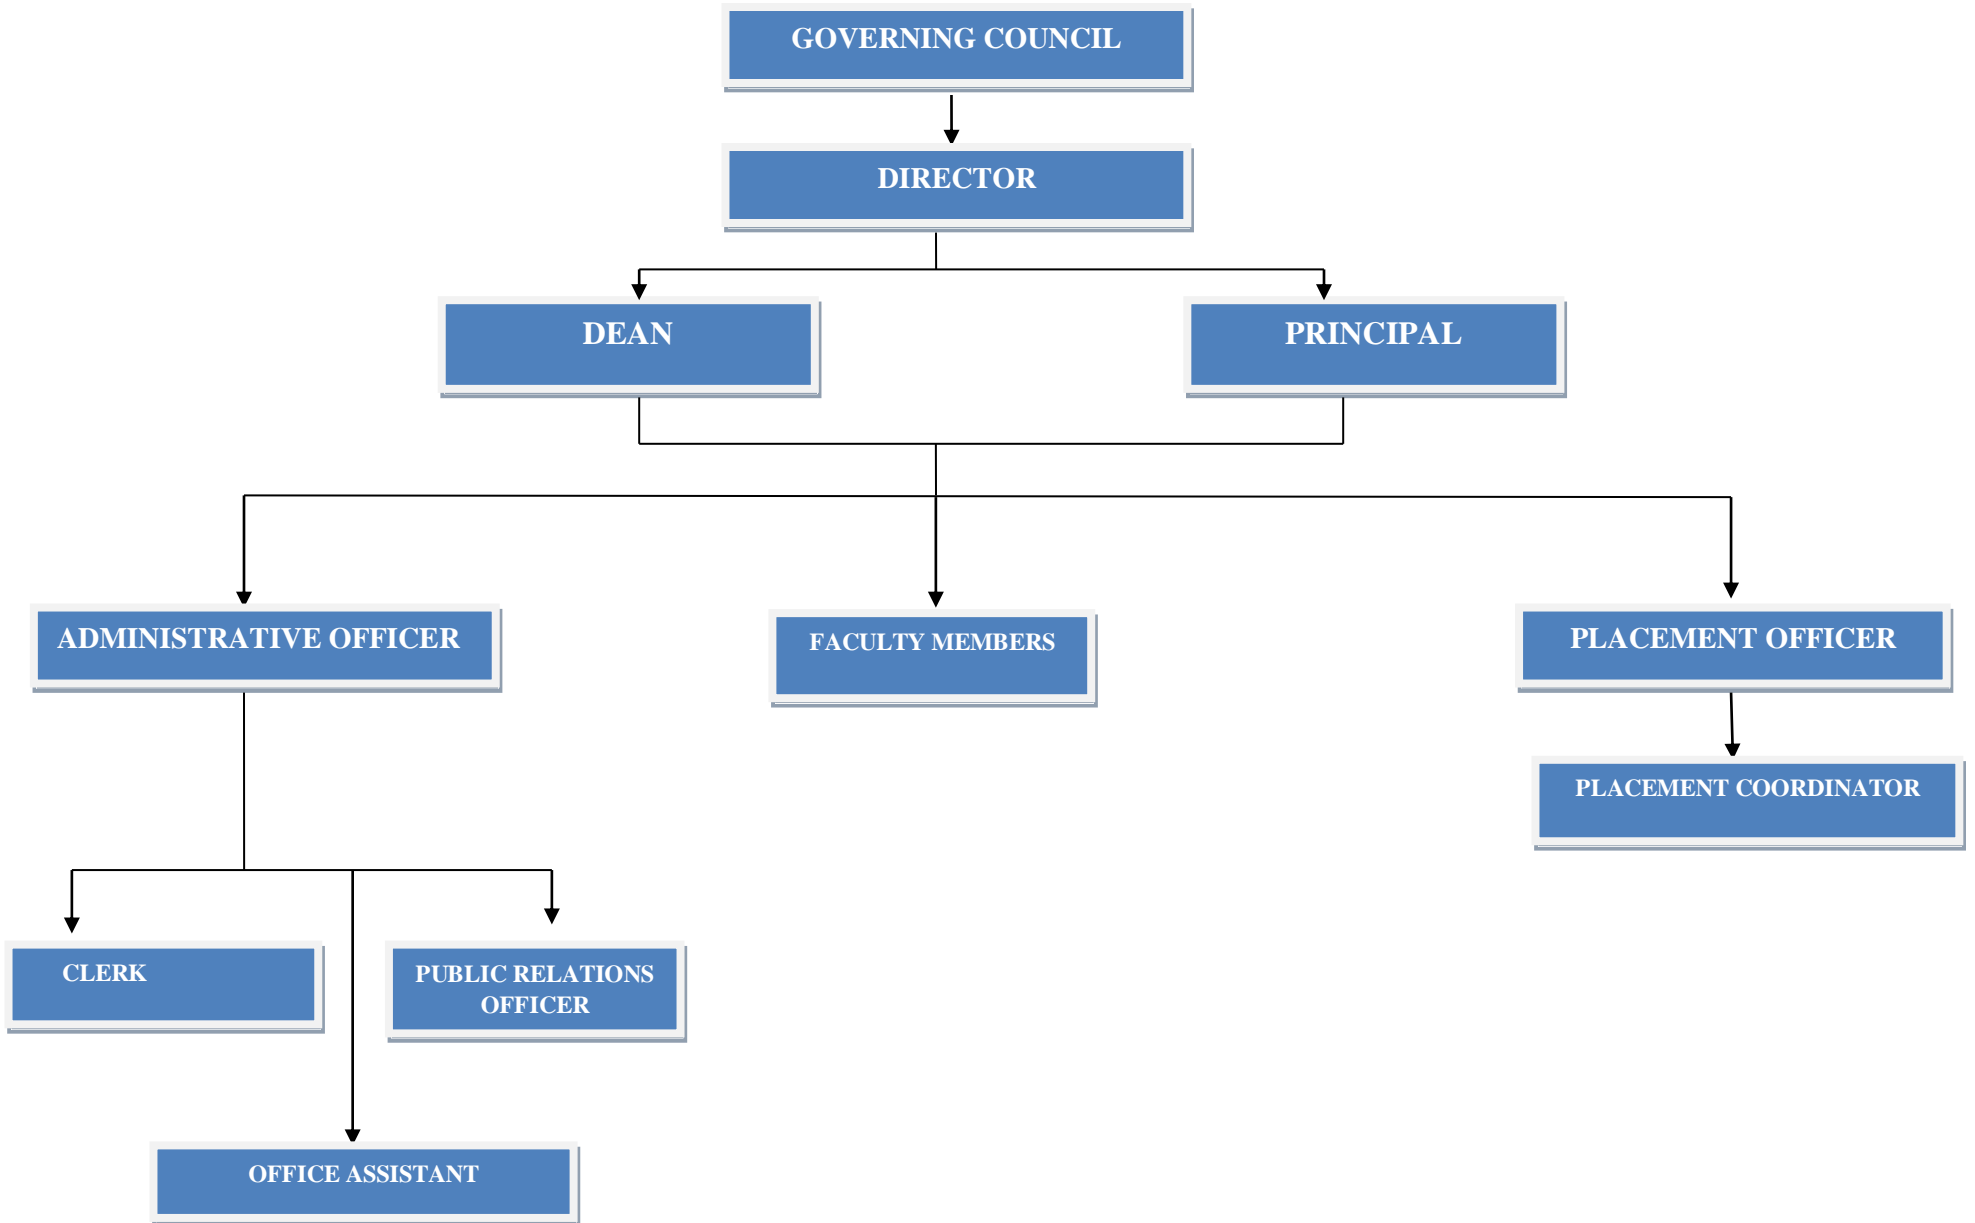 GOVERNING COUNCIL
DIRECTOR
DEAN
PRINCIPAL
ADMINISTRATIVE OFFICER
FACULTY MEMBERS
PLACEMENT OFFICER
PLACEMENT COORDINATOR
CLERK
PUBLIC RELATIONS
OFFICER
OFFICE ASSISTANT